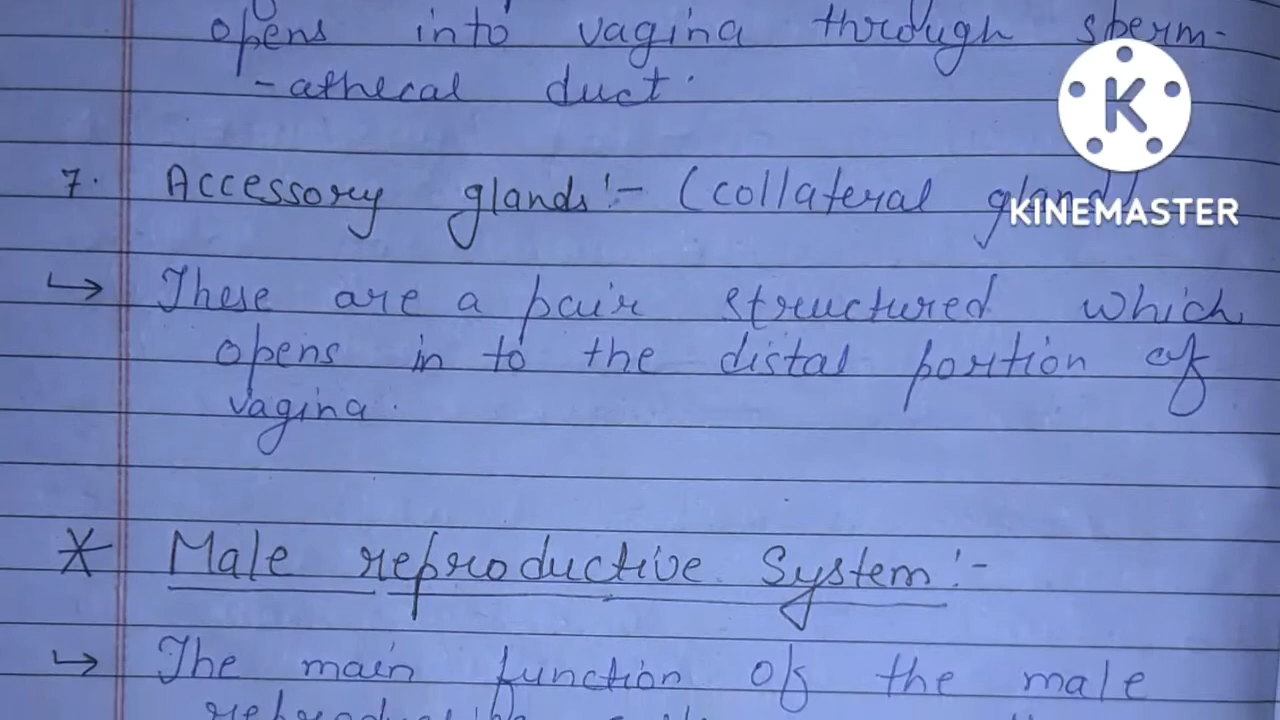 opens into vagina through sperm-
-athecal duct.
7. Accessory glands:- (collateral gland)
KINEMASTER
↳ These are a pair structured which
opens in to the distal portion of
vagina.
* Male reproductive System:-
↳ The main function of the male